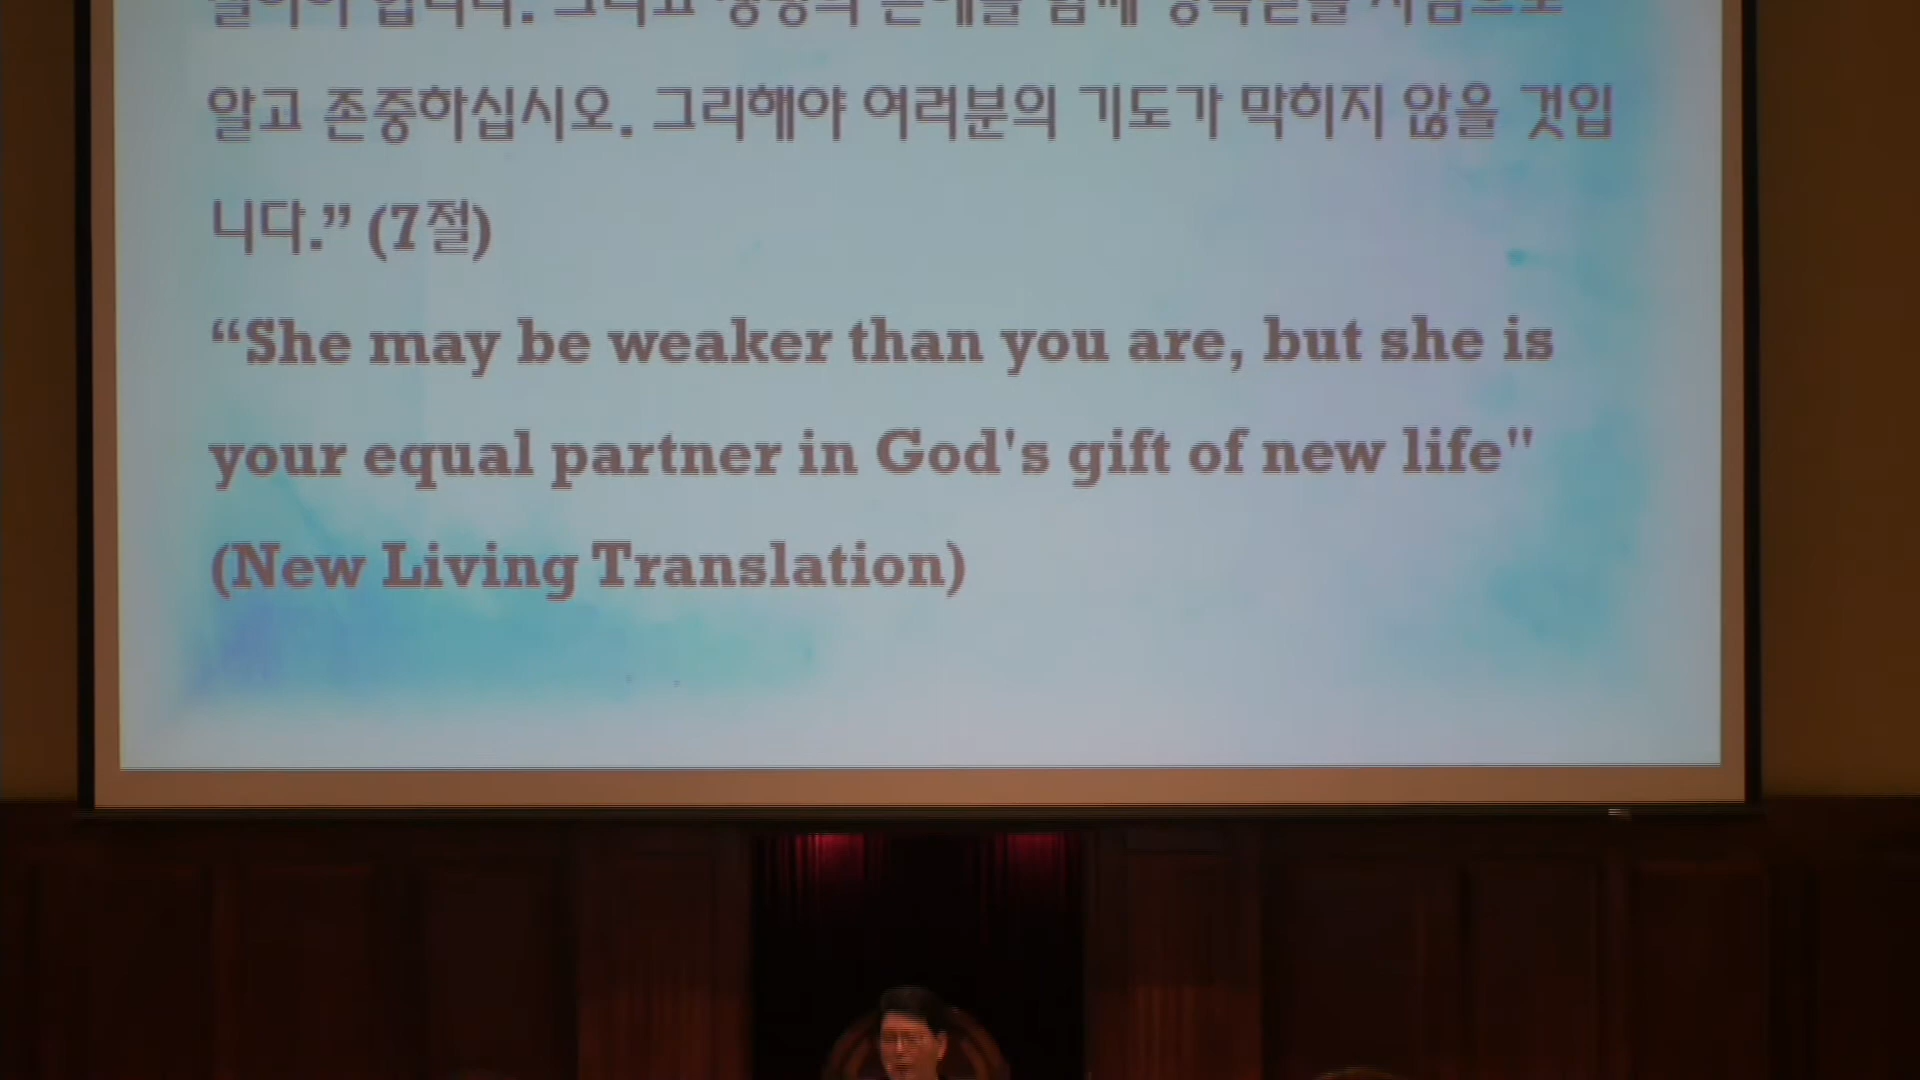 알고 존중하십시오. 그리해야 여러분의 기도가 막히지 않을 것입
니다.” (7절)
“She may be weaker than you are, but she is
your equal partner in God's gift of new life"
(New Living Translation)